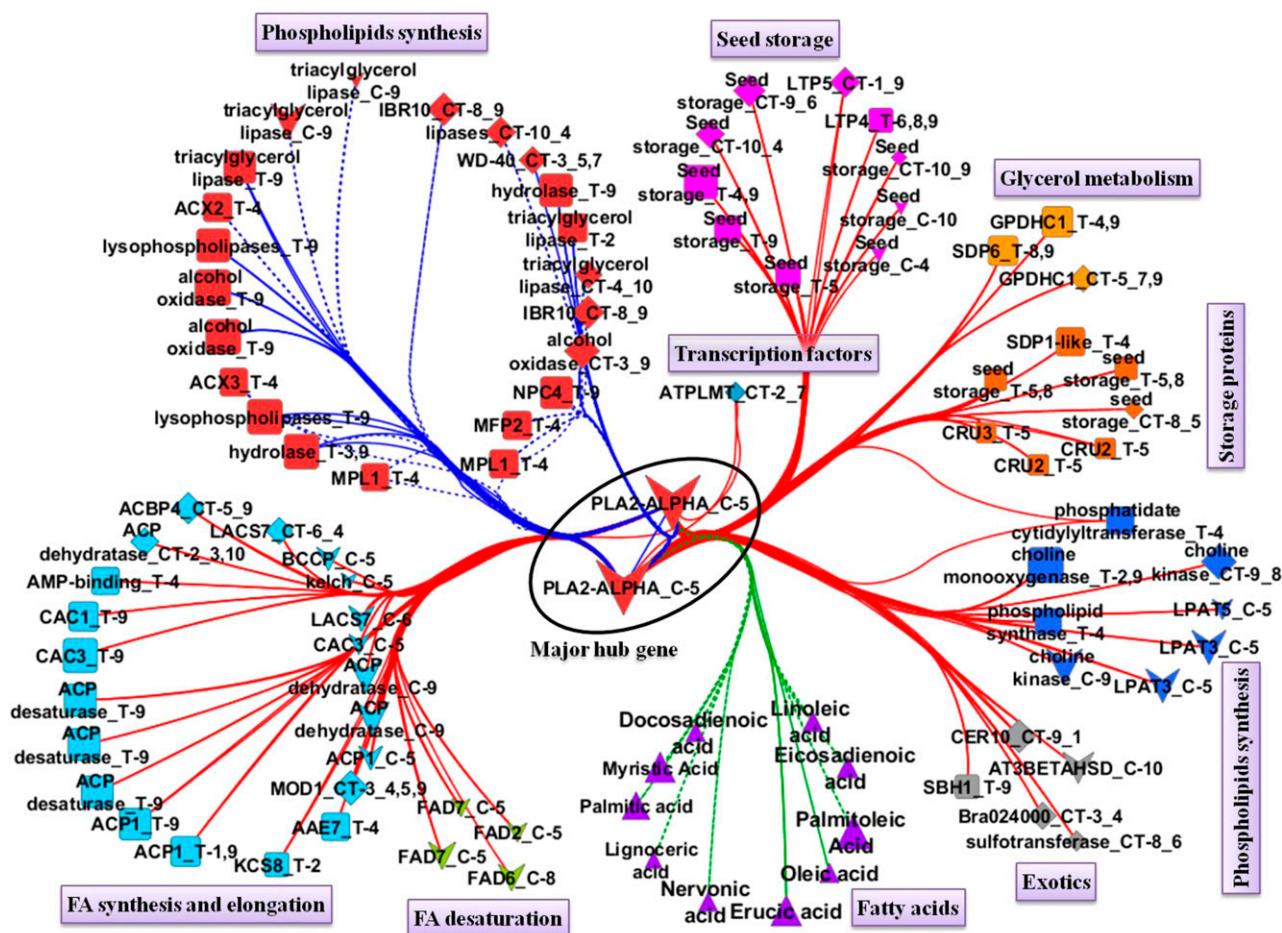 Phospholipids synthesis
triacylglycerol
lipase_C-9
triacylglycerol
lipase_C-9
IBR10_CT-8_9
lipases_CT-10_4
WD-40_CT-3_5,7
triacylglycerol
lipase_T-9
hydrolase_T-9
ACX2_T-4
triacylglycerol
lipase_T-2
lysophospholipases_T-9
triacylglycerol
lipase_CT-4_10
alcohol
oxidase_T-9
IBR10_CT-8_9
alcohol
oxidase_T-9
alcohol
oxidase_CT-3_9
ACX3_T-4
NPC4_T-9
lysophospholipases_T-9
MFP2_T-4
hydrolase_T-3,9
MPL1_T-4
MPL1_T-4
Seed storage
Seed
storage_CT-9_6
LTP5_CT-1_9
Seed
storage_CT-10_4
LTP4_T-6,8,9
Seed
storage_CT-10_9
Seed
storage_T-4,9
Seed
storage_C-10
Seed
storage_T-9
Seed
storage_C-4
Seed
storage_T-5
Transcription factors
ATPLMT_CT-2_7
Glycerol metabolism
GPDHC1_T-4,9
SDP6_T-8,9
GPDHC1_CT-5_7,9
Storage proteins
SDP1-like_T-4
seed
storage_T-5,8
seed
storage_T-5,8
seed
storage_CT-8_5
CRU3_T-5
CRU2_T-5
CRU2_T-5
PLA2-ALPHA_C-5
PLA2-ALPHA_C-5
Major hub gene
phosphatidate
cytidylyltransferase_T-4
choline
monooxygenase_T-2,9
choline
kinase_CT-9_8
phospholipid
synthase_T-4
LPAT5_C-5
LPAT3_C-5
choline
kinase_C-9
LPAT3_C-5
Phospholipids synthesis
ACBP4_CT-5_9
ACP
dehydratase_CT-2_3,10
LACS7_CT-6_4
BCCP_C-5
kelch_C-5
AMP-binding_T-4
CAC1_T-9
LACS7_C-6
CAC3_T-9
CAC3_C-5
ACP
dehydratase_C-9
ACP
desaturase_T-9
ACP
dehydratase_C-9
ACP
desaturase_T-9
ACP1_C-5
ACP
desaturase_T-9
MOD1_CT-3_4,5,9
ACP1_T-9
AAE7_T-4
ACP1_T-1,9
KCS8_T-2
FA synthesis and elongation
FAD7_C-5
FAD2_C-5
FAD7_C-5
FAD6_C-8
FA desaturation
Docosadienoic
acid
Linoleic
acid
Myristic Acid
Eicosadienoic
acid
Palmitic acid
Palmitoleic
Acid
Lignoceric
acid
Oleic acid
Nervonic
acid
Erucic acid
Fatty acids
CER10_CT-9_1
AT3BETAHSD_C-10
SBH1_T-9
Bra024000_CT-3_4
sulfotransferase_CT-8_6
Exotics